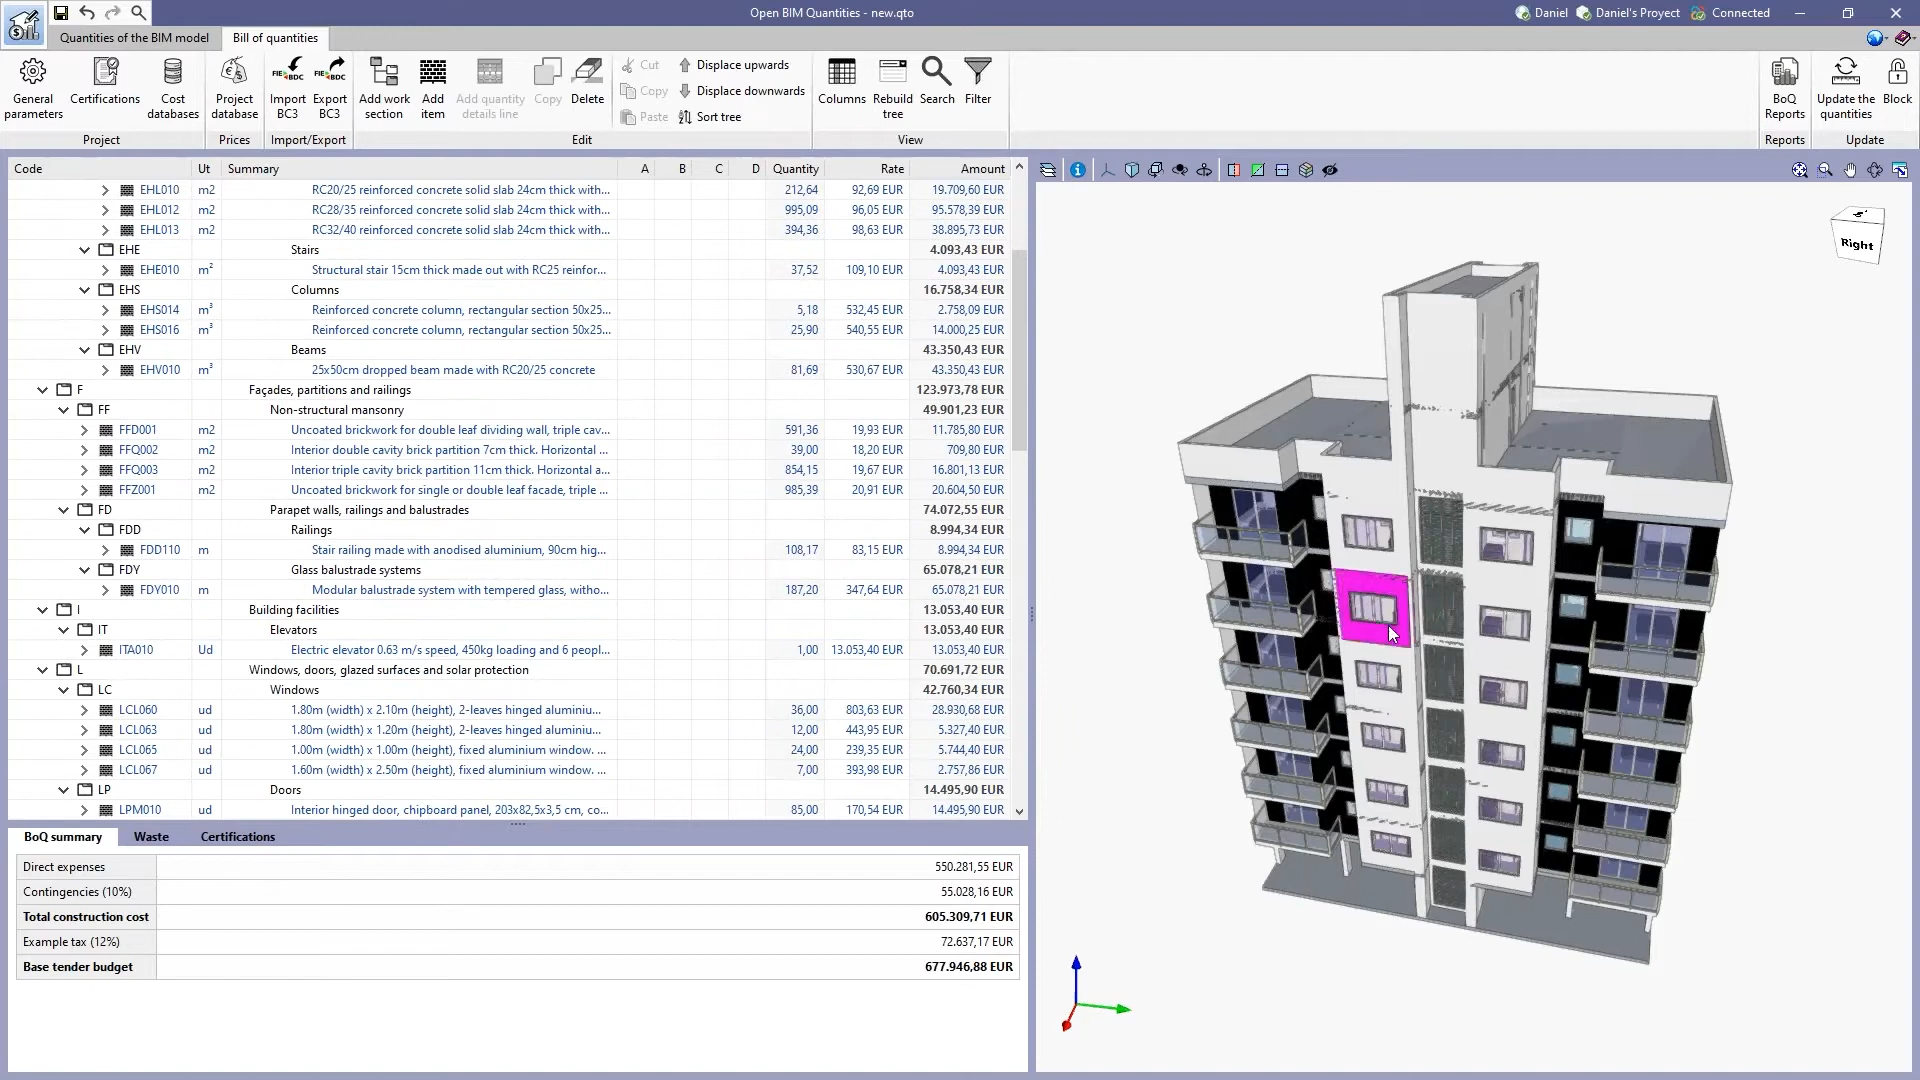 Open BIM Quantities - new.qto
Daniel
Daniel's Project
Connected
Quantities of the BIM model
Bill of quantities
General parameters
Certifications
Cost databases
Project database
FIE-BDC
Import BC3
FIE-BDC
Export BC3
Add work section
Add item
Add quantity details line
Copy
Delete
Cut
Copy
Paste
Displace upwards
Displace downwards
Sort tree
Columns
Rebuild tree
Search
Filter
BoQ Reports
Update the quantities
Block
Project
Prices
Import/Export
Edit
View
Reports
Update
Code Ut Summary A B C D Quantity Rate Amount
EHL010 m2 RC20/25 reinforced concrete solid slab 24cm thick with... 212,64 92,69 EUR 19.709,60 EUR
EHL012 m2 RC28/35 reinforced concrete solid slab 24cm thick with... 995,09 96,05 EUR 95.578,39 EUR
EHL013 m2 RC32/40 reinforced concrete solid slab 24cm thick with... 394,36 98,63 EUR 38.895,73 EUR
EHE Stairs 4.093,43 EUR
EHE010 m² Structural stair 15cm thick made out with RC25 reinfor... 37,52 109,10 EUR 4.093,43 EUR
EHS Columns 16.758,34 EUR
EHS014 m³ Reinforced concrete column, rectangular section 50x25... 5,18 532,45 EUR 2.758,09 EUR
EHS016 m³ Reinforced concrete column, rectangular section 50x25... 25,90 540,55 EUR 14.000,25 EUR
EHV Beams 43.350,43 EUR
EHV010 m³ 25x50cm dropped beam made with RC20/25 concrete 81,69 530,67 EUR 43.350,43 EUR
F Façades, partitions and railings 123.973,78 EUR
FF Non-structural mansonry 49.901,23 EUR
FFD001 m2 Uncoated brickwork for double leaf dividing wall, triple cav... 591,36 19,93 EUR 11.785,80 EUR
FFQ002 m2 Interior double cavity brick partition 7cm thick. Horizontal ... 39,00 18,20 EUR 709,80 EUR
FFQ003 m2 Interior triple cavity brick partition 11cm thick. Horizontal a... 854,15 19,67 EUR 16.801,13 EUR
FFZ001 m2 Uncoated brickwork for single or double leaf facade, triple ... 985,39 20,91 EUR 20.604,50 EUR
FD Parapet walls, railings and balustrades 74.072,55 EUR
FDD Railings 8.994,34 EUR
FDD110 m Stair railing made with anodised aluminium, 90cm hig... 108,17 83,15 EUR 8.994,34 EUR
FDY Glass balustrade systems 65.078,21 EUR
FDY010 m Modular balustrade system with tempered glass, witho... 187,20 347,64 EUR 65.078,21 EUR
I Building facilities 13.053,40 EUR
IT Elevators 13.053,40 EUR
ITA010 Ud Electric elevator 0.63 m/s speed, 450kg loading and 6 peopl... 1,00 13.053,40 EUR 13.053,40 EUR
L Windows, doors, glazed surfaces and solar protection 70.691,72 EUR
LC Windows 42.760,34 EUR
LCL060 ud 1.80m (width) x 2.10m (height), 2-leaves hinged aluminiu... 36,00 803,63 EUR 28.930,68 EUR
LCL063 ud 1.80m (width) x 1.20m (height), 2-leaves hinged aluminiu... 12,00 443,95 EUR 5.327,40 EUR
LCL065 ud 1.00m (width) x 1.00m (height), fixed aluminium window. ... 24,00 239,35 EUR 5.744,40 EUR
LCL067 ud 1.60m (width) x 2.50m (height), fixed aluminium window. ... 7,00 393,98 EUR 2.757,86 EUR
LP Doors 14.495,90 EUR
LPM010 ud Interior hinged door, chipboard panel, 203x82,5x3,5 cm, co... 85,00 170,54 EUR 14.495,90 EUR
BoQ summary
Waste
Certifications
Direct expenses 550.281,55 EUR
Contingencies (10%) 55.028,16 EUR
Total construction cost 605.309,71 EUR
Example tax (12%) 72.637,17 EUR
Base tender budget 677.946,88 EUR
Right